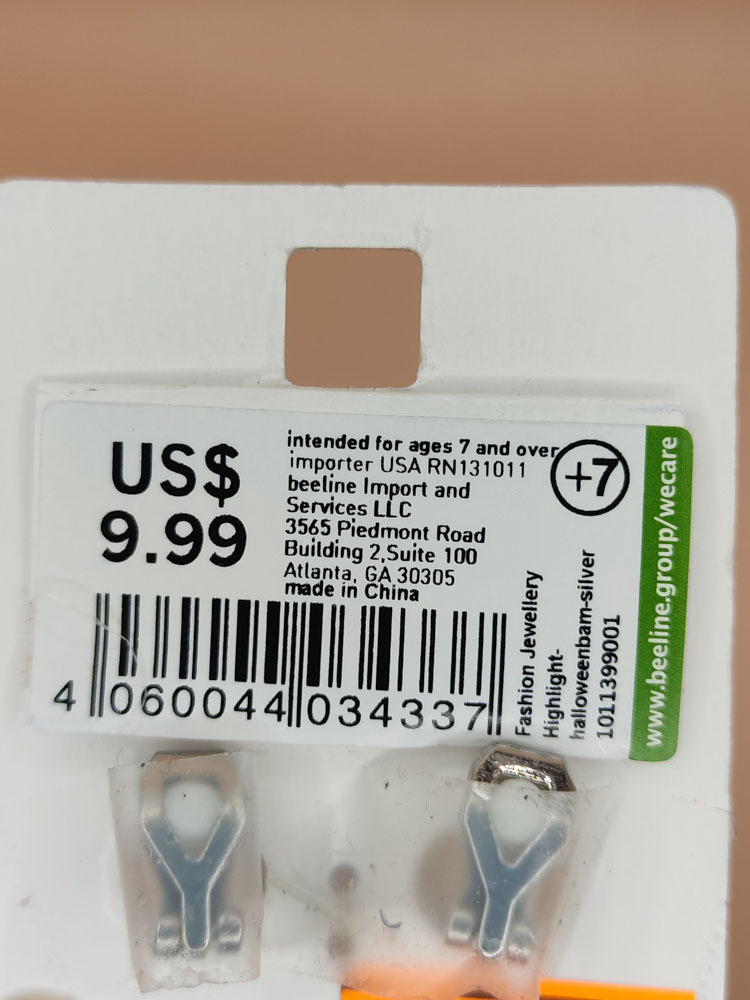 US$
9.99
intended for ages 7 and over
importer USA RN131011
beeline Import and
Services LLC
3565 Piedmont Road
Building 2,Suite 100
Atlanta, GA 30305
made in China
+7
4 060044 034337
Fashion Jewellery
Highlight-
halloweenbam-silver
1011399001
www.beeline.group/wecare